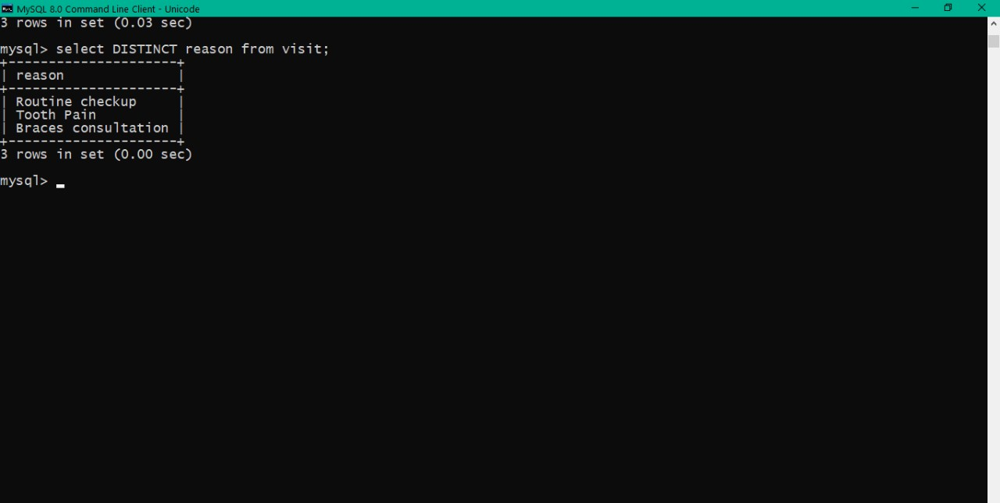 MySQL 8.0 Command Line Client - Unicode
3 rows in set (0.03 sec)
mysql> select DISTINCT reason from visit;
+---------------------+
| reason              |
+---------------------+
| Routine checkup     |
| Tooth Pain          |
| Braces consultation |
+---------------------+
3 rows in set (0.00 sec)
mysql> _